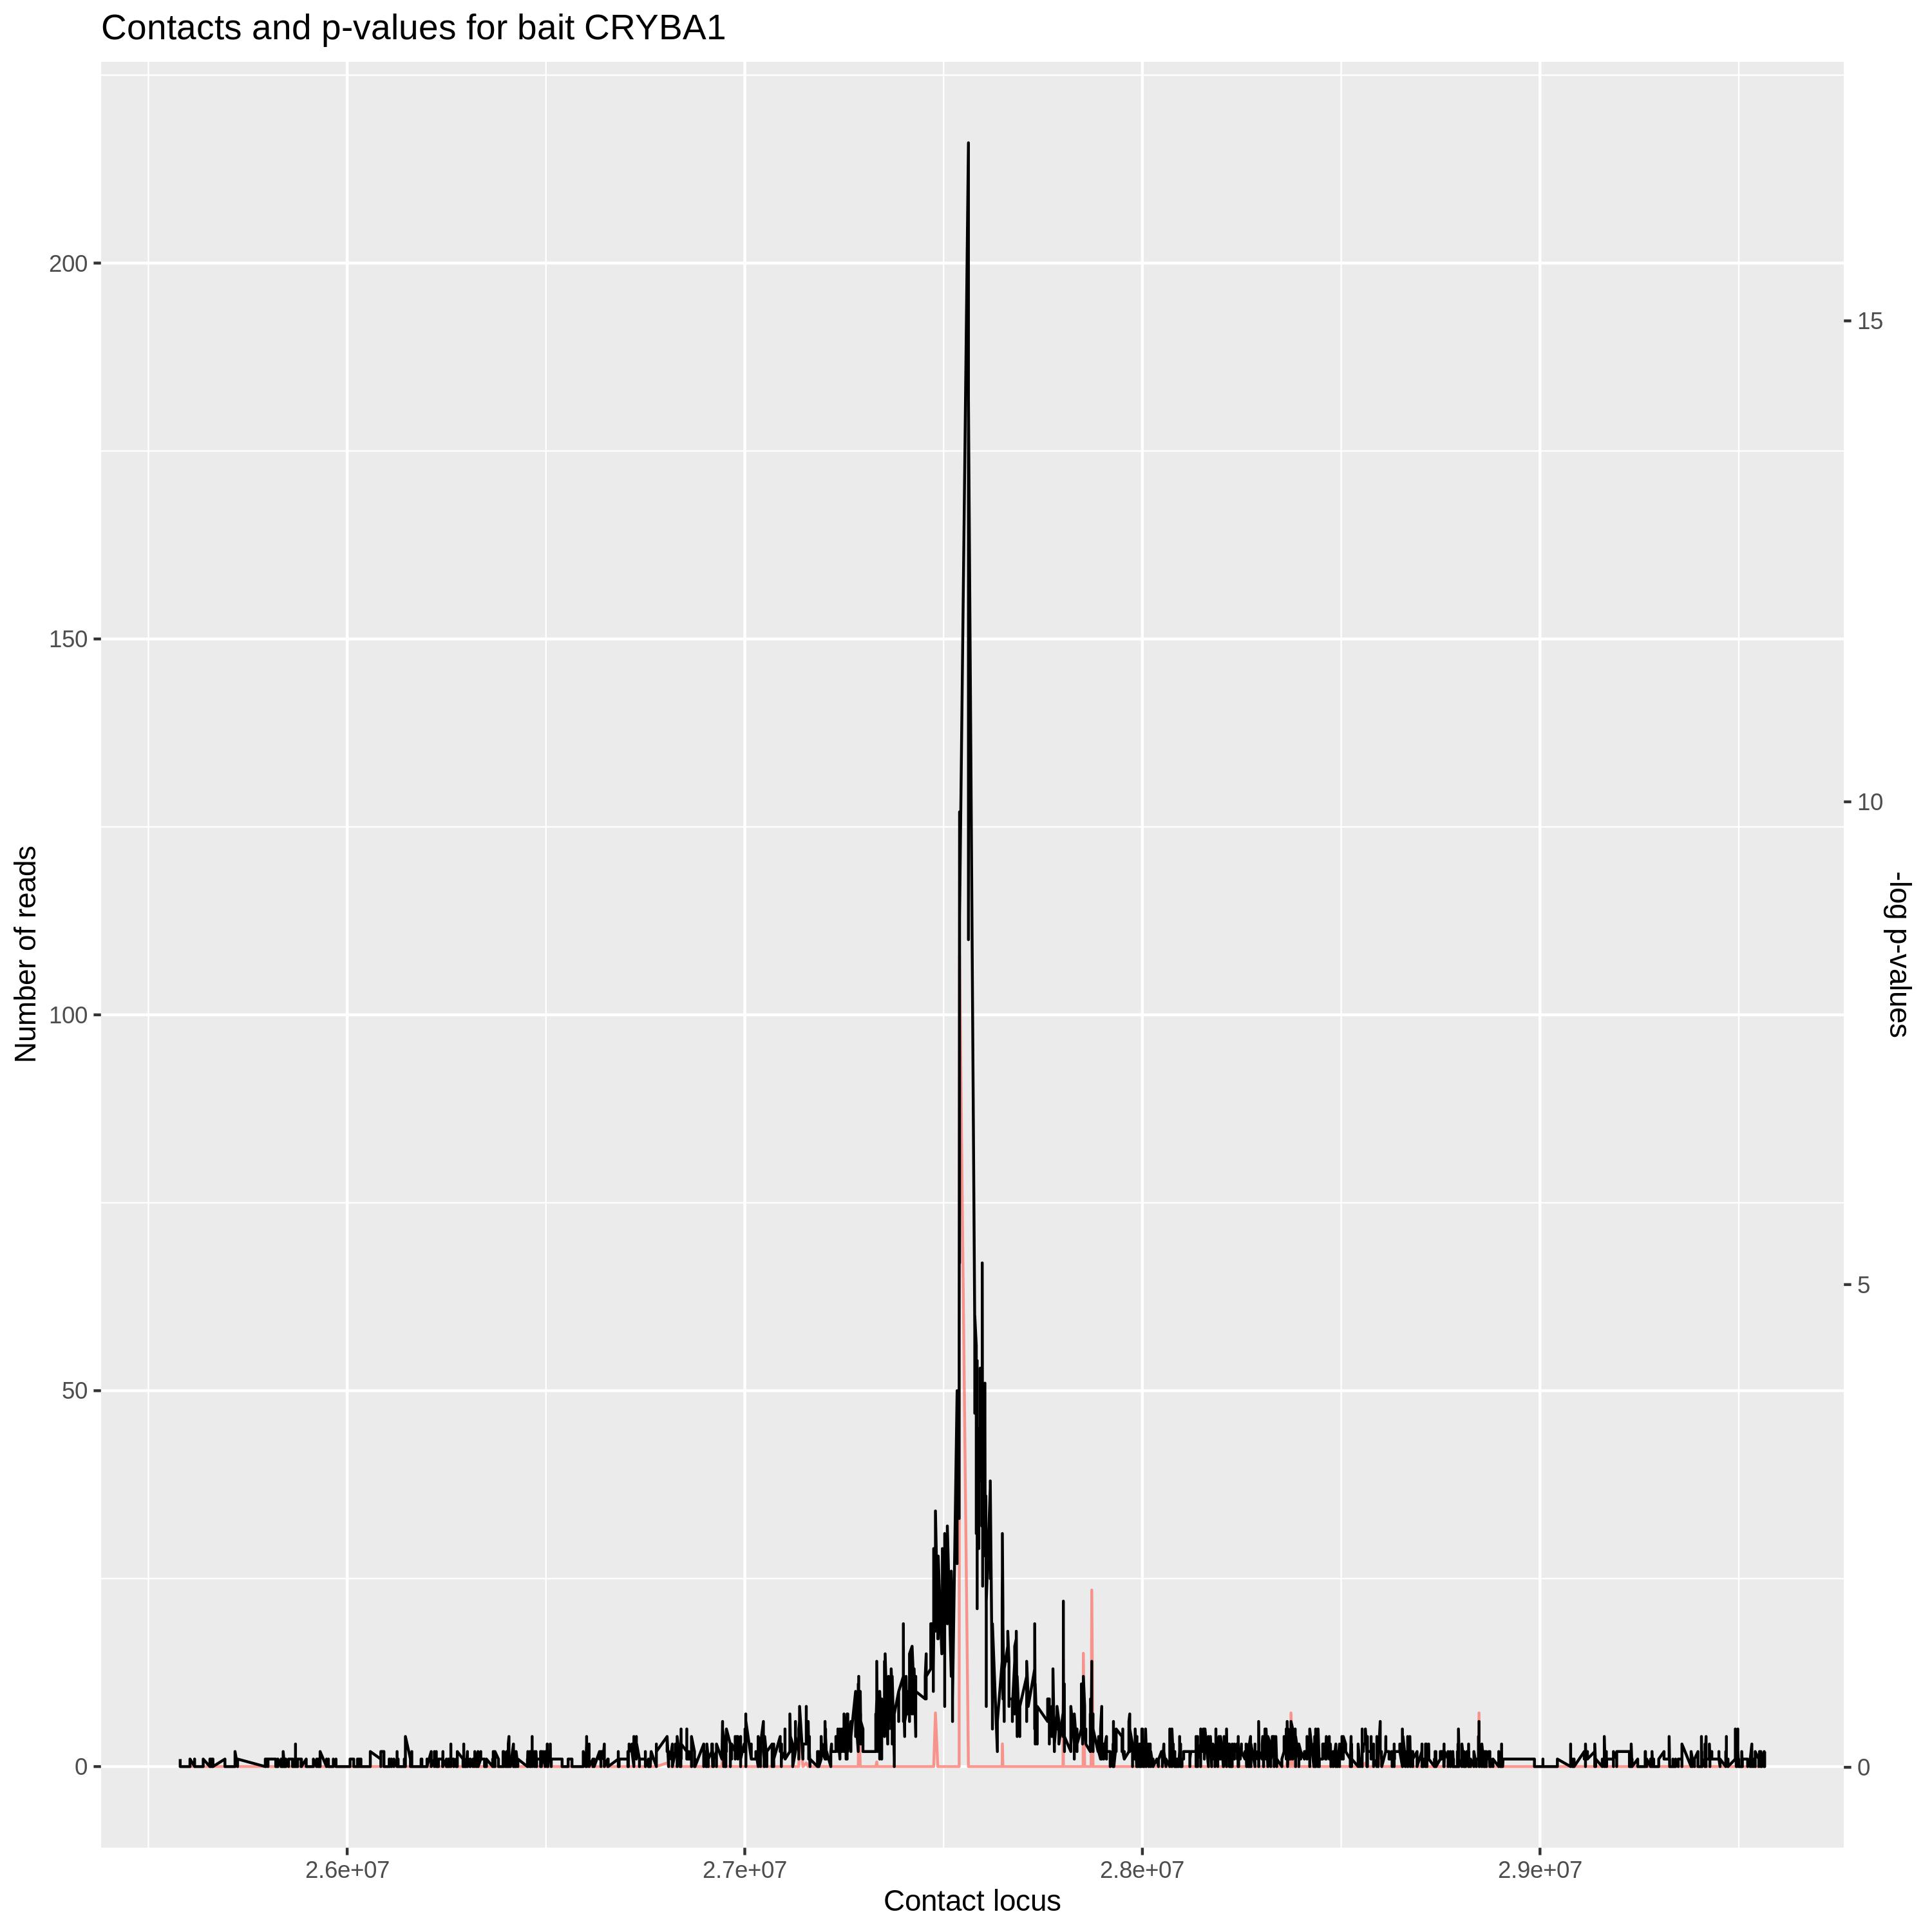 Contacts and p-values for bait CRYBA1
200
150
100
50
0
Number of reads
15
10
5
0
-log p-values
2.6e+07
2.7e+07
2.8e+07
2.9e+07
Contact locus